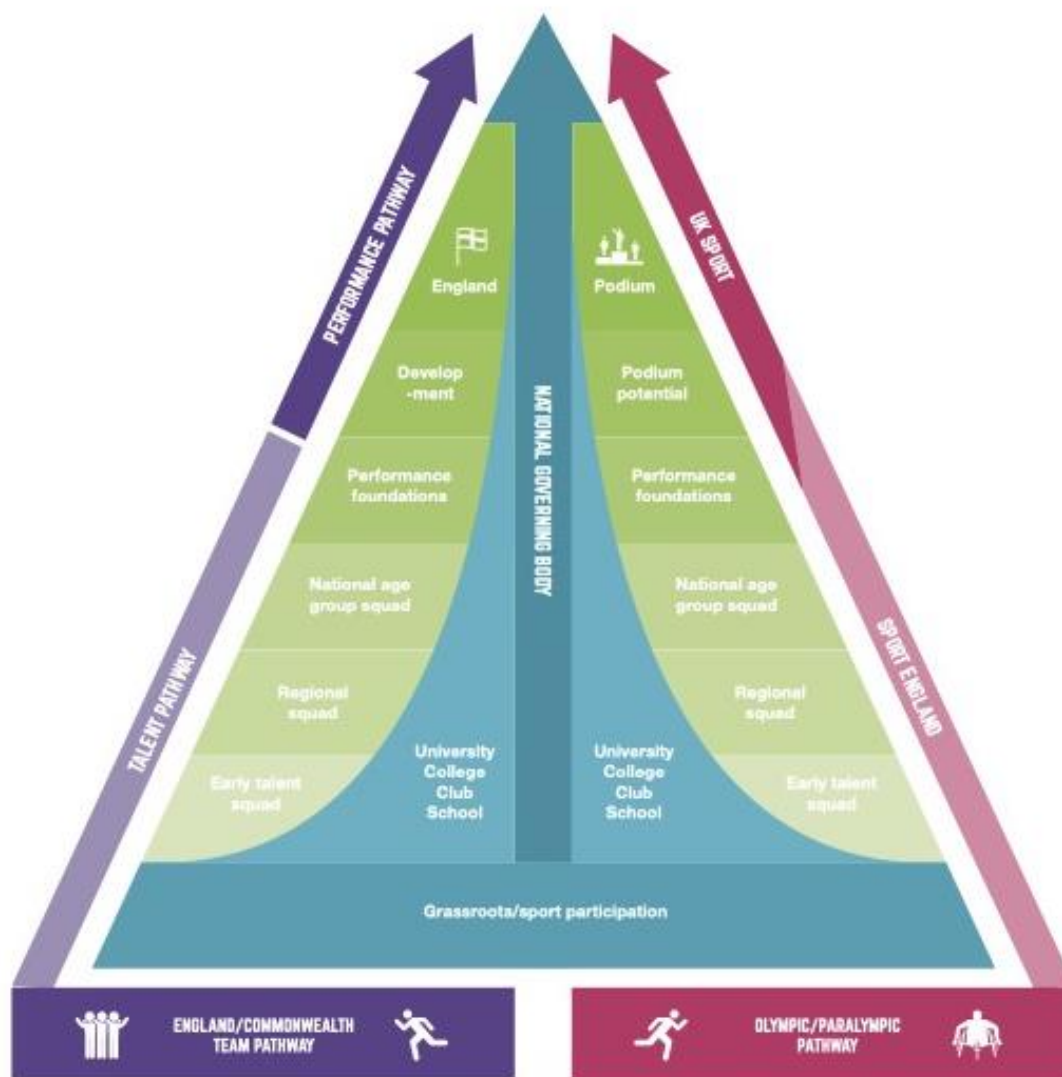 PERFORMANCE PATHWAY
TALENT PATHWAY
England
Develop
-ment
Performance
foundations
National age
group squad
Regional
squad
Early talent
squad
University
College
Club
School
NATIONAL GOVERNING BODY
Podium
Podium
potential
Performance
foundations
National age
group squad
Regional
squad
Early talent
squad
University
College
Club
School
UK SPORT
SPORT ENGLAND
Grassroota/sport participation
ENGLAND/COMMONWEALTH
TEAM PATHWAY
OLYMPIC/PARALYMPIC
PATHWAY